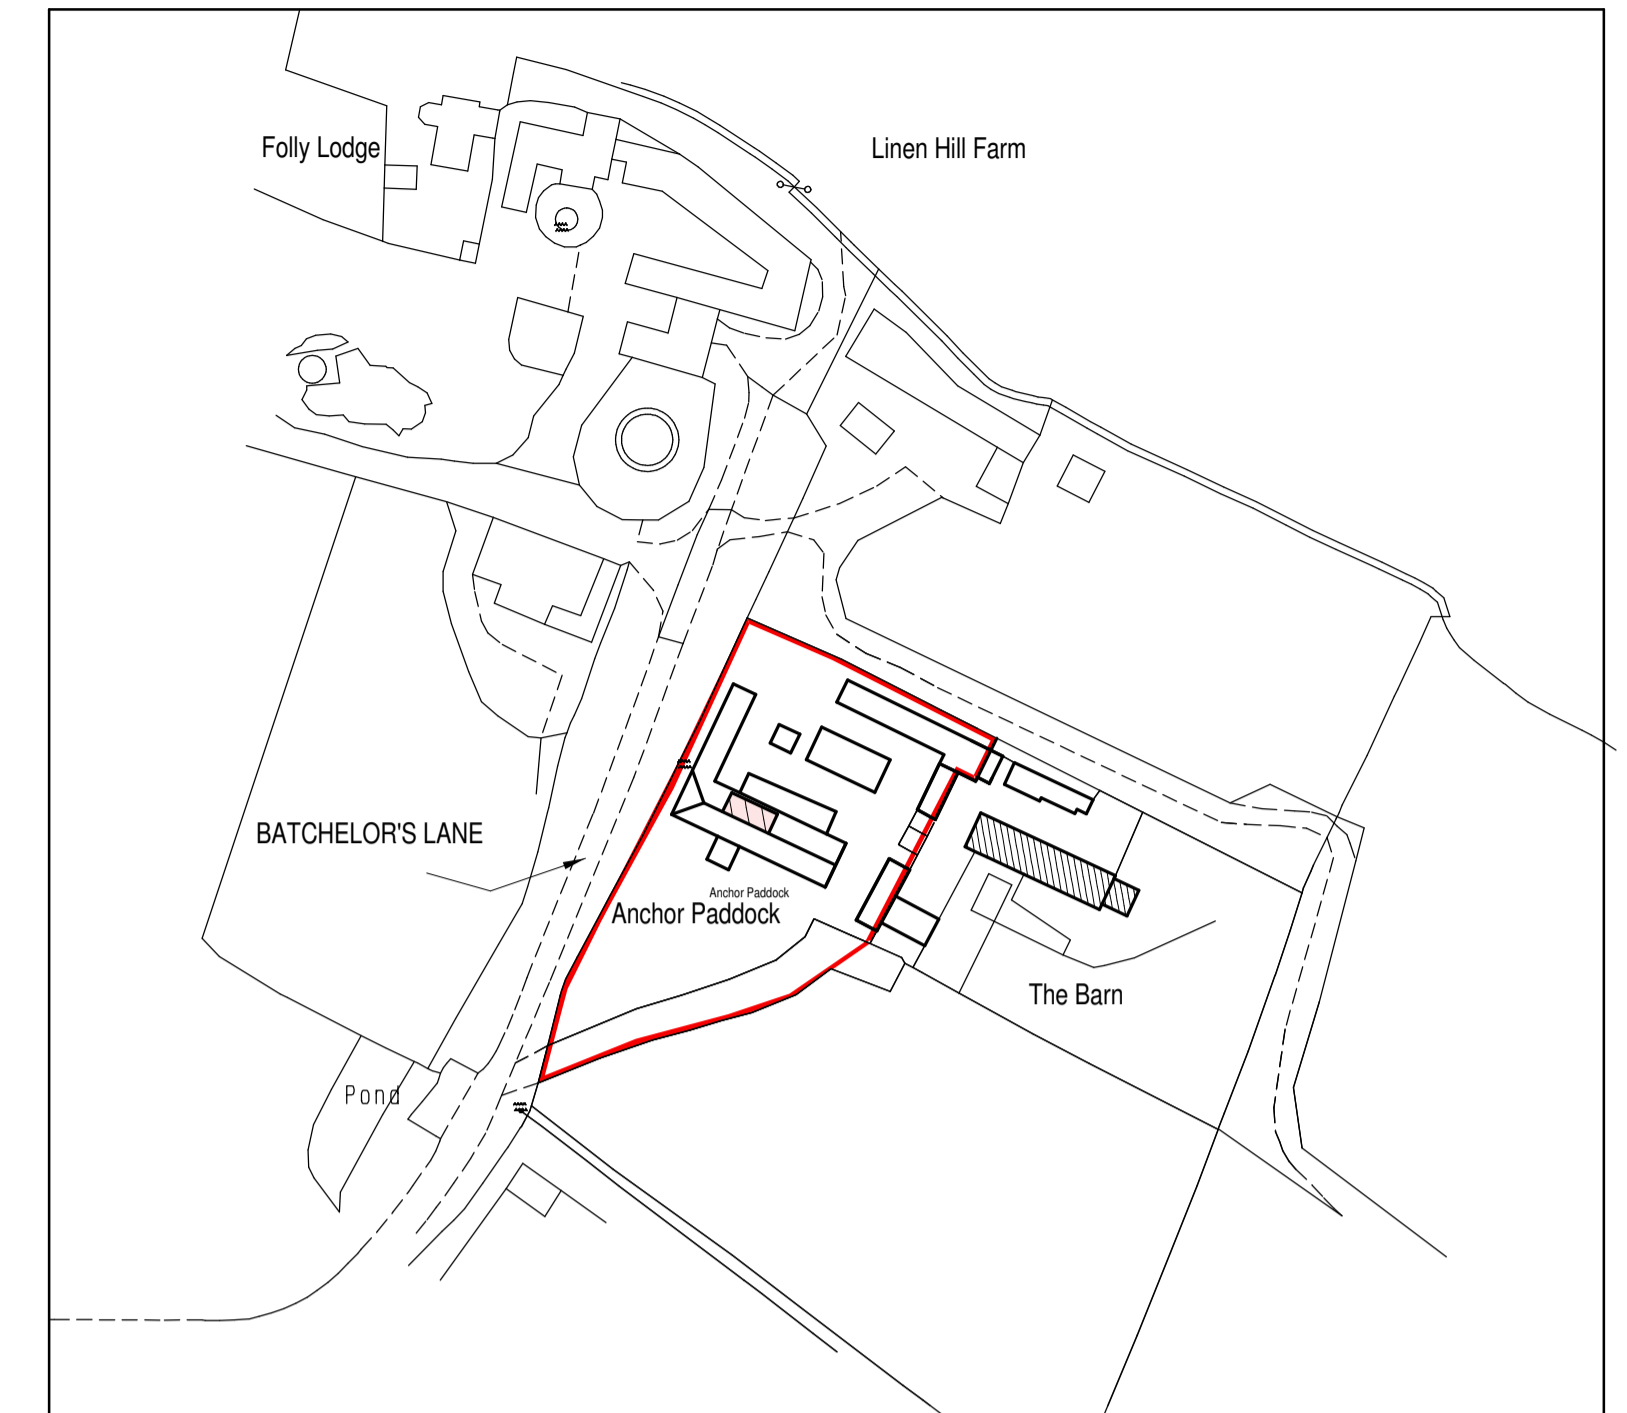 Folly Lodge
Linen Hill Farm
BATCHELOR'S LANE
Anchor Paddock
Anchor Paddock
The Barn
Pond